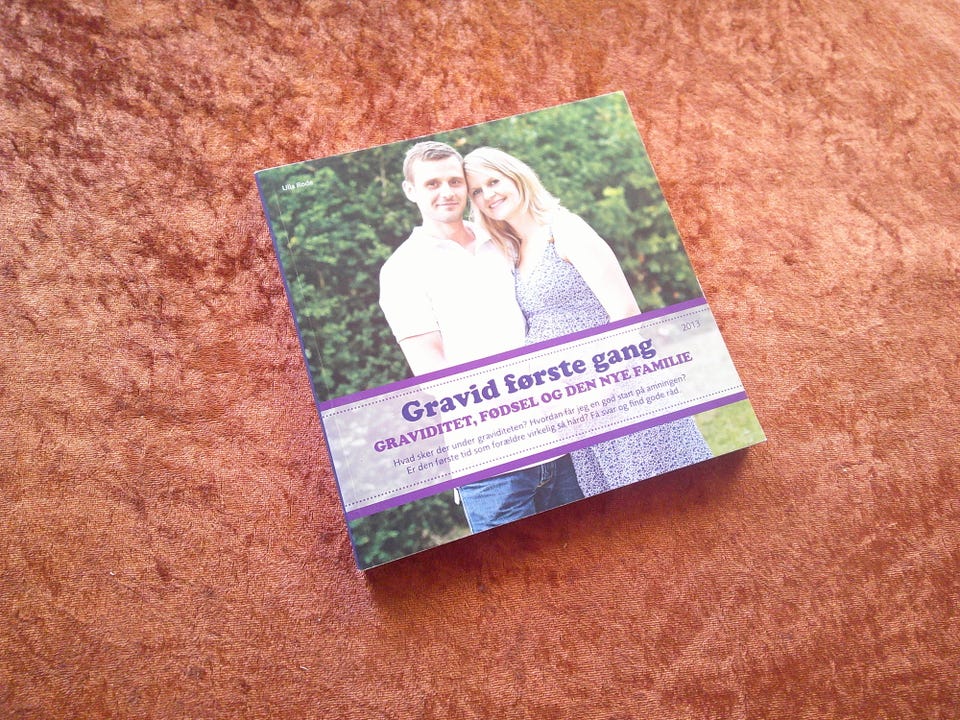 Ulla Rode
2013
Gravid første gang
GRAVIDITET, FØDSEL OG DEN NYE FAMILIE
Hvad sker der under graviditeten? Hvordan får jeg en god start på amningen?
Er den første tid som forældre virkelig så hård? Få svar og find gode råd